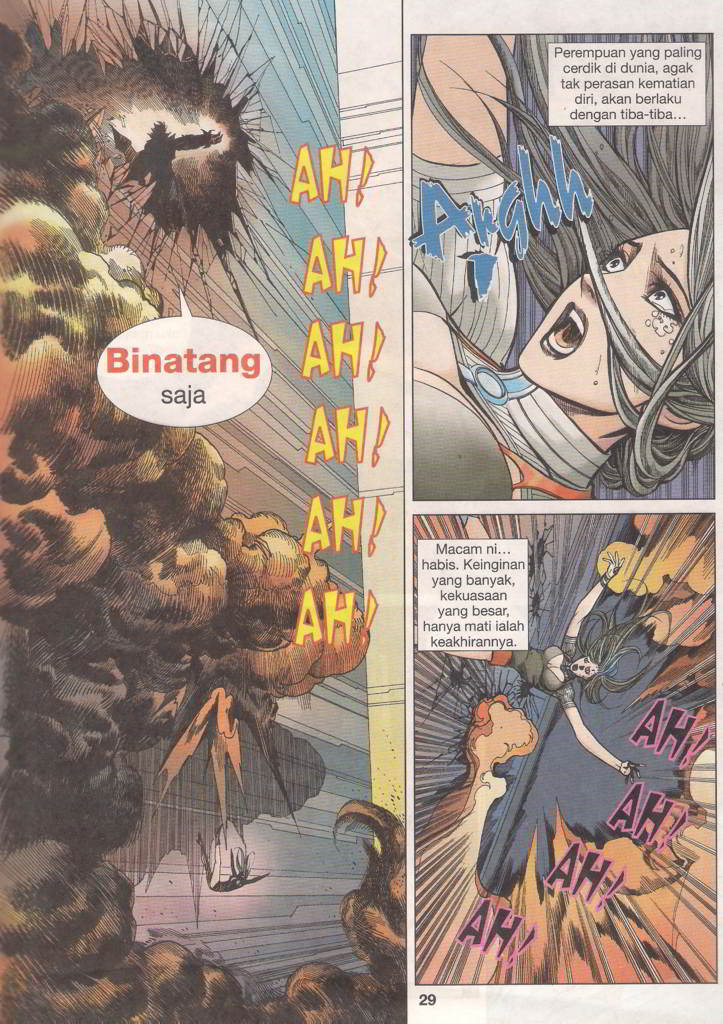 AH!
AH!
AH!
AH!
AH!
AH!
Binatang
saja
Perempuan yang paling
cerdik di dunia, agak
tak perasan kematian
diri, akan berlaku
dengan tiba-tiba...
Arkghhh
Macam ni...
habis. Keinginan
yang banyak,
kekuasaan
yang besar,
hanya mati ialah
keakhirannya.
AH!
AH!
AH!
AH!
29